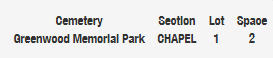 Cemetery Section Lot Space
Greenwood Memorial Park CHAPEL 1 2